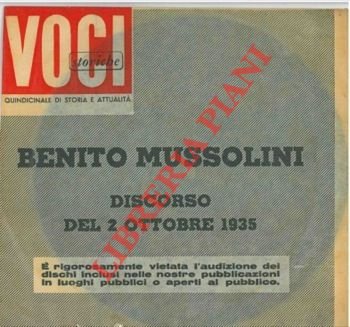 VOCI
storiche
QUINDICINALE DI STORIA E ATTUALITÀ
BENITO MUSSOLINI
DISCORSO
DEL 2 OTTOBRE 1935
È rigorosamente vietata l'audizione dei
dischi inclusi nelle nostre pubblicazioni
in luoghi pubblici o aperti al pubblico.
LIBRERIA PIANI